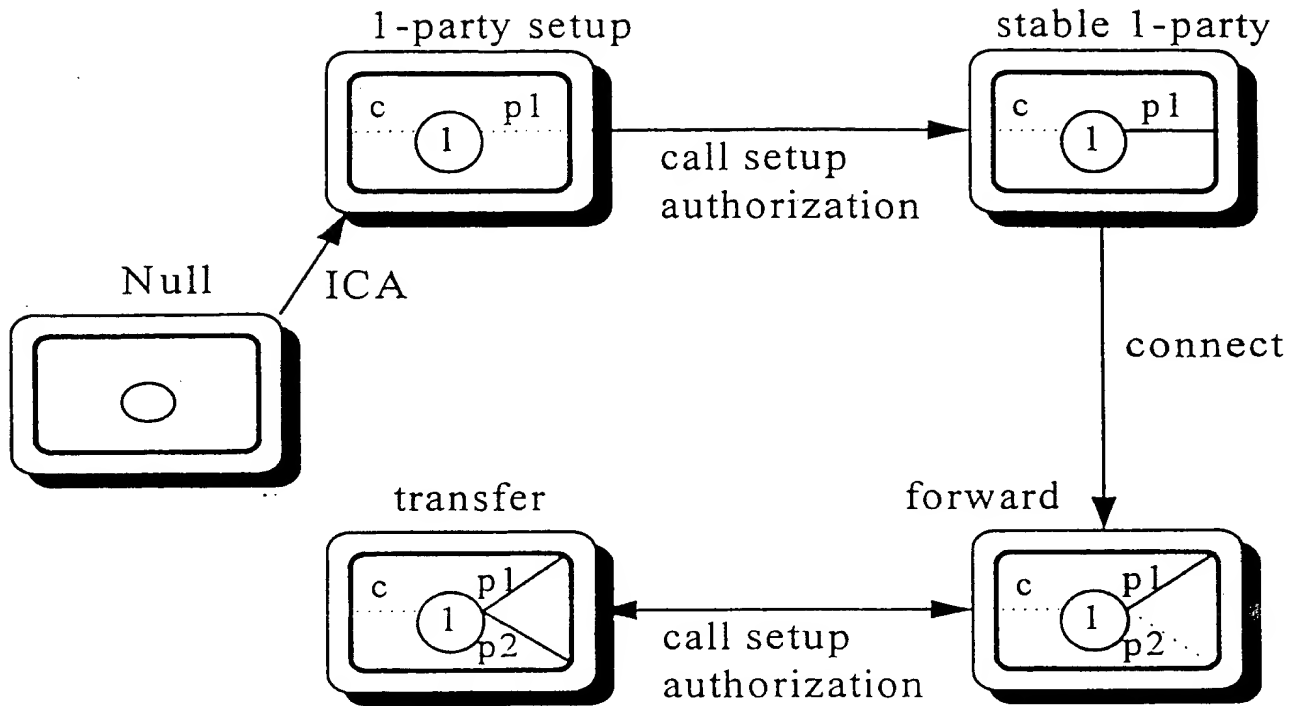 1-party setup
stable 1-party
c p1
1
c p1
1
call setup
authorization
Null
ICA
connect
transfer
forward
c p1
1
p2
c p1
1
p2
call setup
authorization